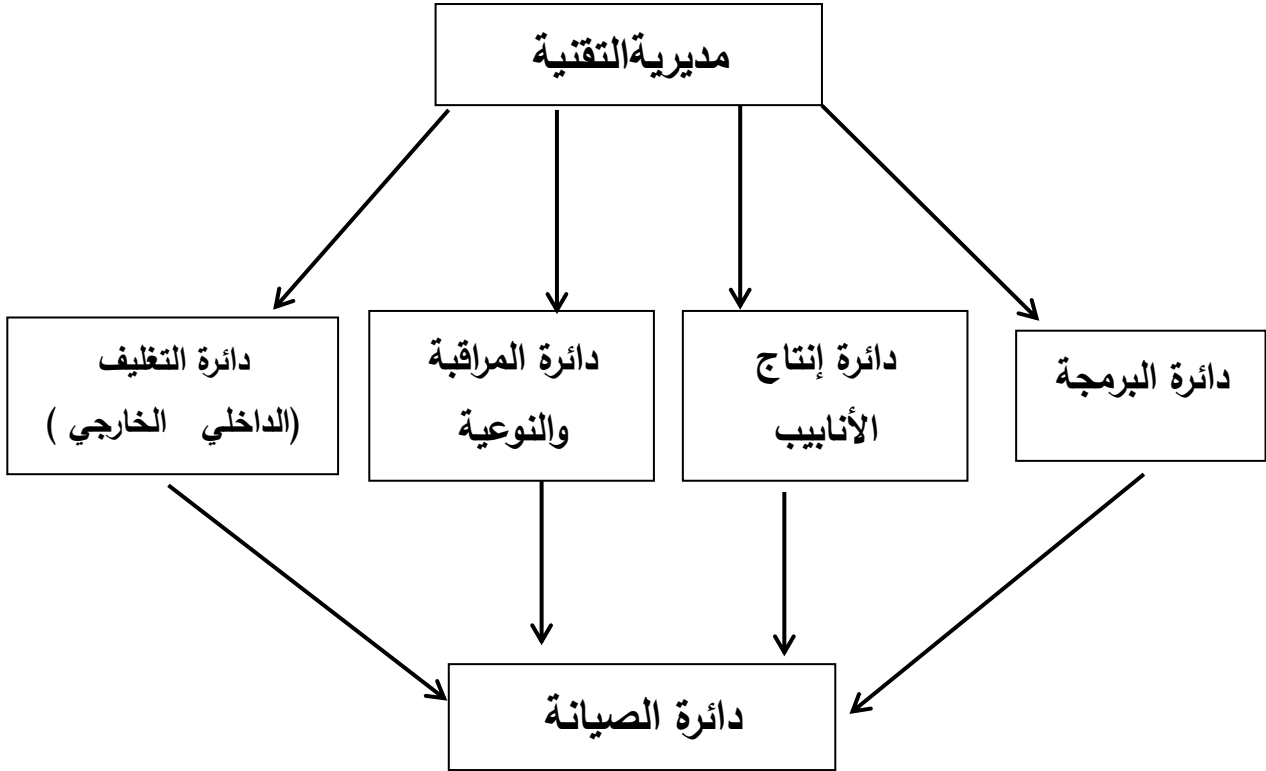 مديريةالتقنية
دائرة البرمجة
دائرة إنتاج
الأنابيب
دائرة المراقبة
والنوعية
دائرة التغليف
(الداخلي الخارجي )
دائرة الصيانة